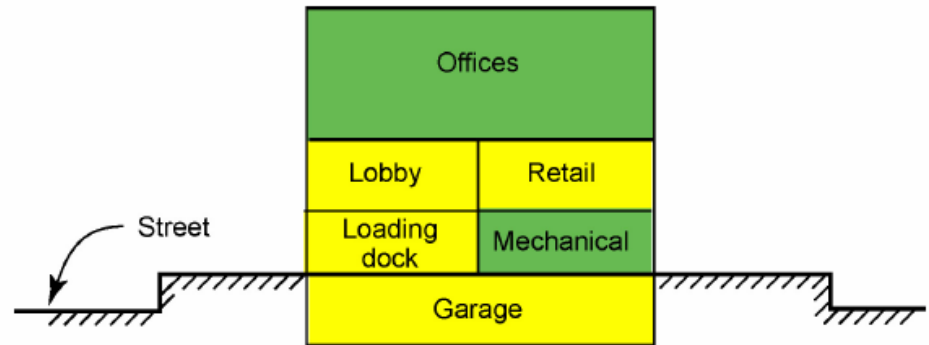 Offices
Lobby
Retail
Street
Loading
dock
Mechanical
Garage